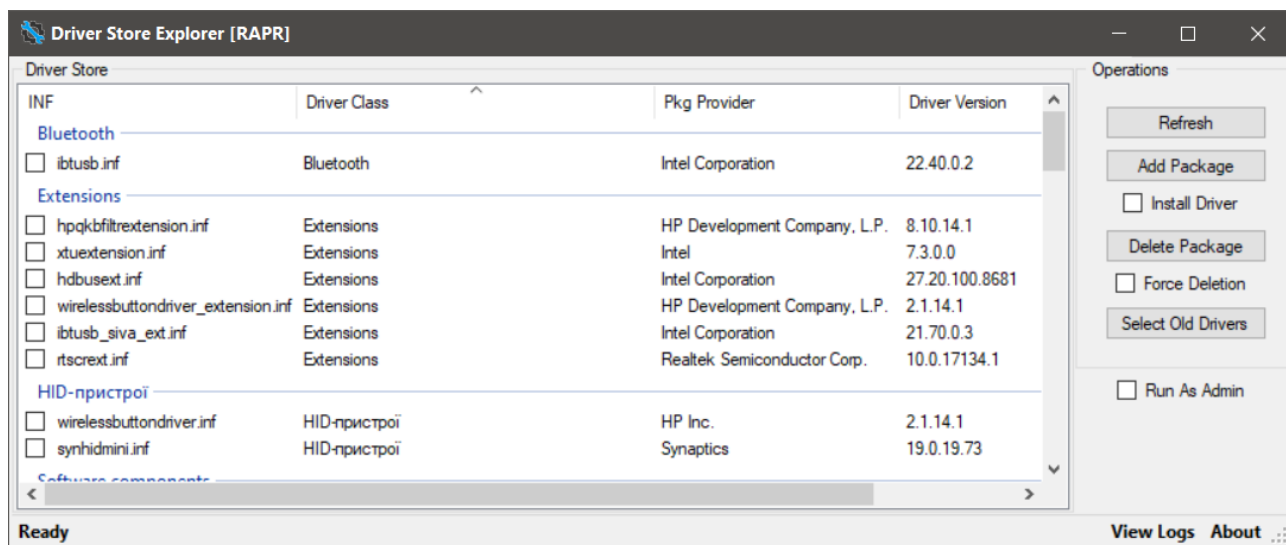 Driver Store Explorer [RAPR]
Driver Store
Operations
INF Driver Class Pkg Provider Driver Version
Bluetooth
ibtusb.inf Bluetooth Intel Corporation 22.40.0.2
Extensions
hpqkbfiltrextension.inf Extensions HP Development Company, L.P. 8.10.14.1
xtuextension.inf Extensions Intel 7.3.0.0
hdbusext.inf Extensions Intel Corporation 27.20.100.8681
wirelessbuttondriver_extension.inf Extensions HP Development Company, L.P. 2.1.14.1
ibtusb_siva_ext.inf Extensions Intel Corporation 21.70.0.3
rtscrext.inf Extensions Realtek Semiconductor Corp. 10.0.17134.1
HID-пристрої
wirelessbuttondriver.inf HID-пристрої HP Inc. 2.1.14.1
synhidmini.inf HID-пристрої Synaptics 19.0.19.73
Software components
Refresh
Add Package
Install Driver
Delete Package
Force Deletion
Select Old Drivers
Run As Admin
Ready
View Logs About